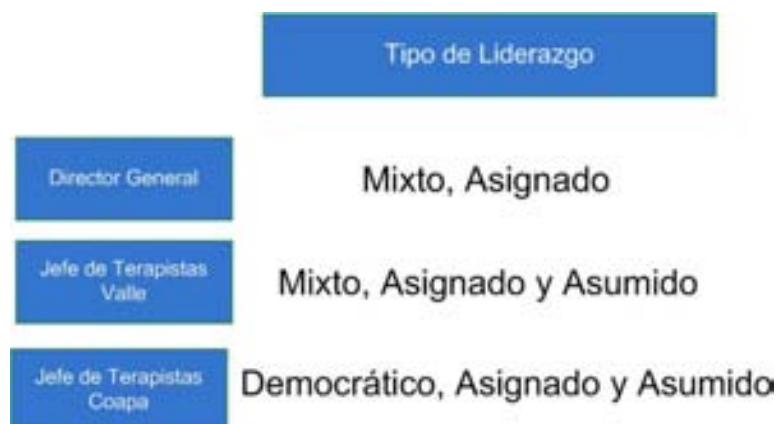 Tipo de Liderazgo
Director General
Mixto, Asignado
Jefe de Terapistas
Valle
Mixto, Asignado y Asumido
Jefe de Terapistas
Coapa
Democrático, Asignado y Asumido